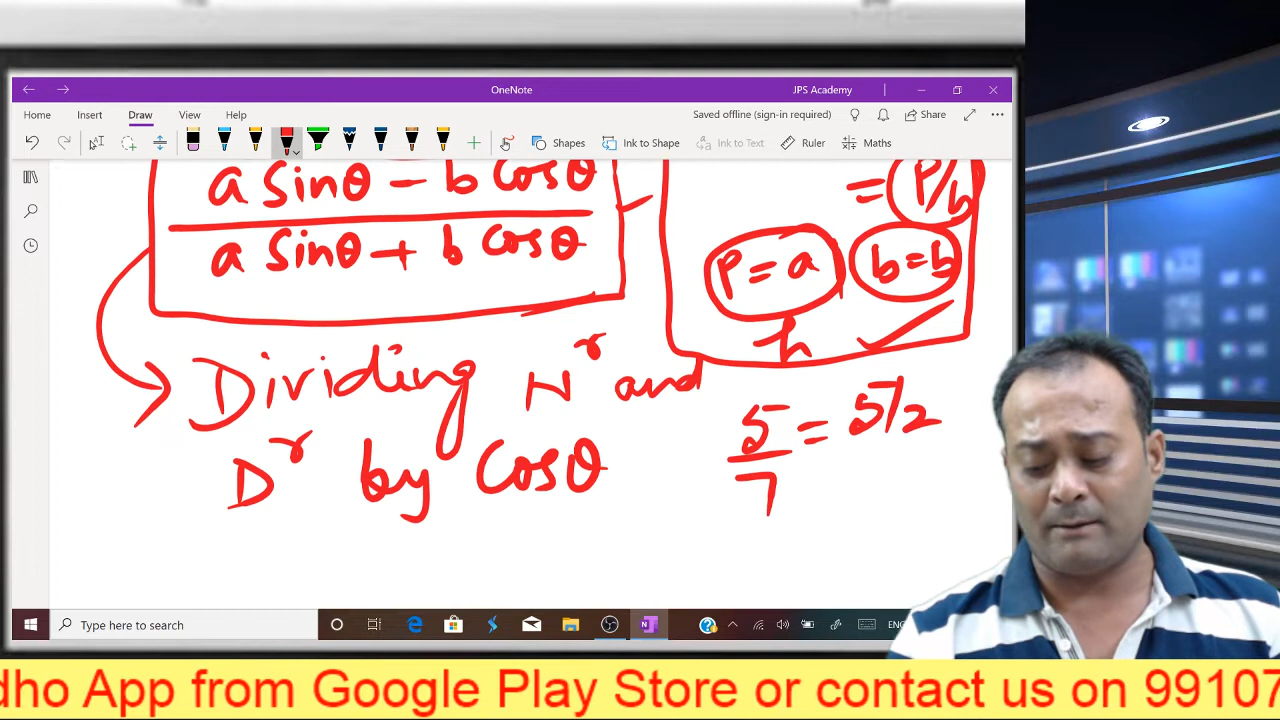 OneNote
JPS Academy
Home Insert Draw View Help
Saved offline (sign-in required)
Share
Shapes
Ink to Shape
Ink to Text
Ruler
Maths
a sinθ - b cosθ
a sinθ + b cosθ
= P/b
P = a
b = b
h
Dividing Nʳ and
Dʳ by cosθ
5/7 = 5/2
Type here to search
ENG
dho App from Google Play Store or contact us on 99107